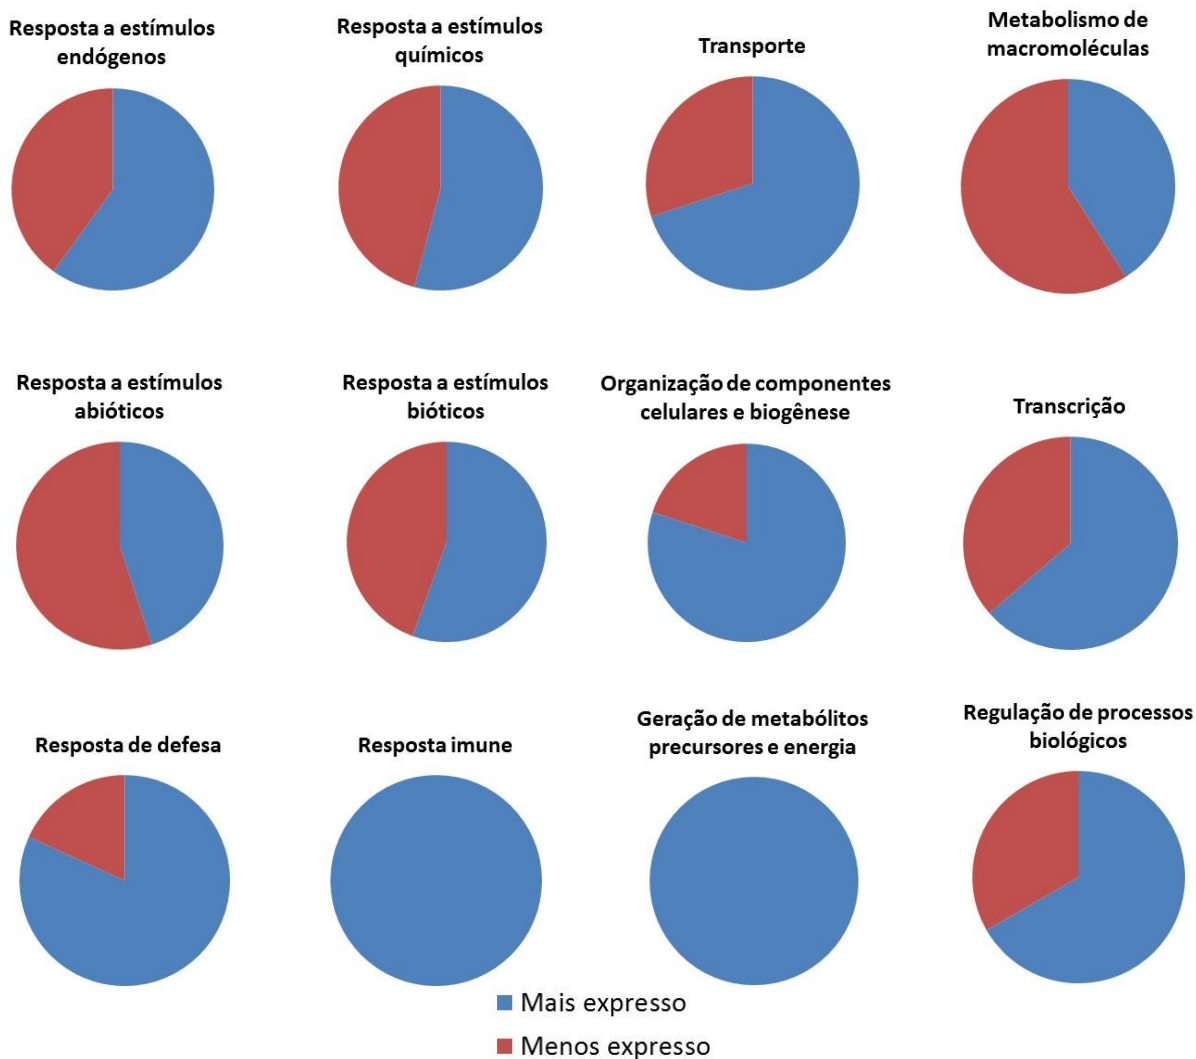 Resposta a estímulos
endógenos
Resposta a estímulos
químicos
Transporte
Metabolismo de
macromoléculas
Resposta a estímulos
abióticos
Resposta a estímulos
bióticos
Organização de componentes
celulares e biogênese
Transcrição
Resposta de defesa
Resposta imune
Geração de metabólitos
precursores e energia
Regulação de processos
biológicos
Mais expresso
Menos expresso